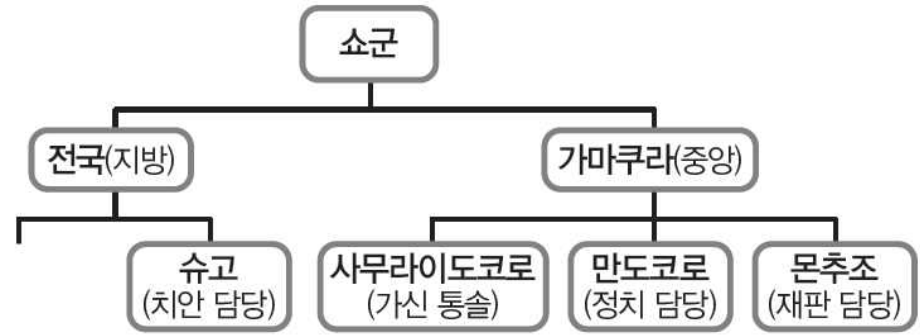 쇼군
전국(지방)
가마쿠라(중앙)
슈고
(치안 담당)
사무라이도코로
(가신 통솔)
만도코로
(정치 담당)
몬추조
(재판 담당)